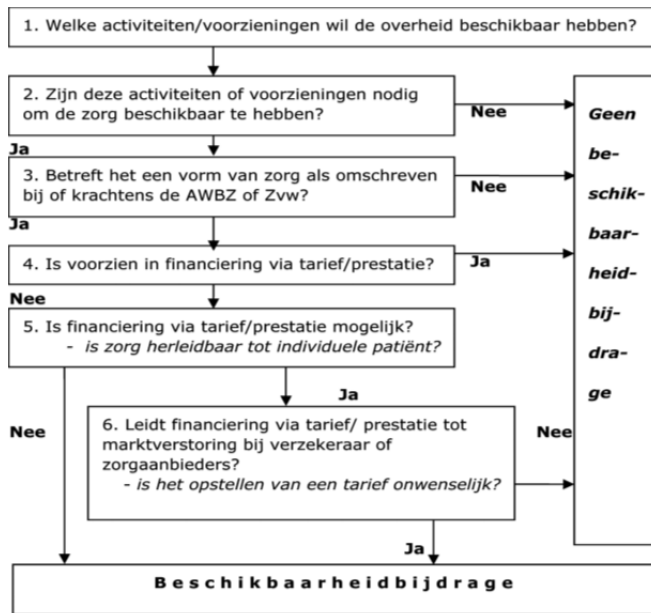 1. Welke activiteiten/voorzieningen wil de overheid beschikbaar hebben?
2. Zijn deze activiteiten of voorzieningen nodig
om de zorg beschikbaar te hebben?
Nee
Ja
3. Betreft het een vorm van zorg als omschreven
bij of krachtens de AWBZ of Zvw?
Nee
Ja
4. Is voorzien in financiering via tarief/prestatie?
Ja
Nee
5. Is financiering via tarief/prestatie mogelijk?
- is zorg herleidbaar tot individuele patiënt?
Ja
Nee
6. Leidt financiering via tarief/ prestatie tot
marktverstoring bij verzekeraar of
zorgaanbieders?
- is het opstellen van een tarief onwenselijk?
Nee
Ja
Geen
be-
schik-
baar-
heid-
bij-
dra-
ge
Beschikbaarheidbijdrage